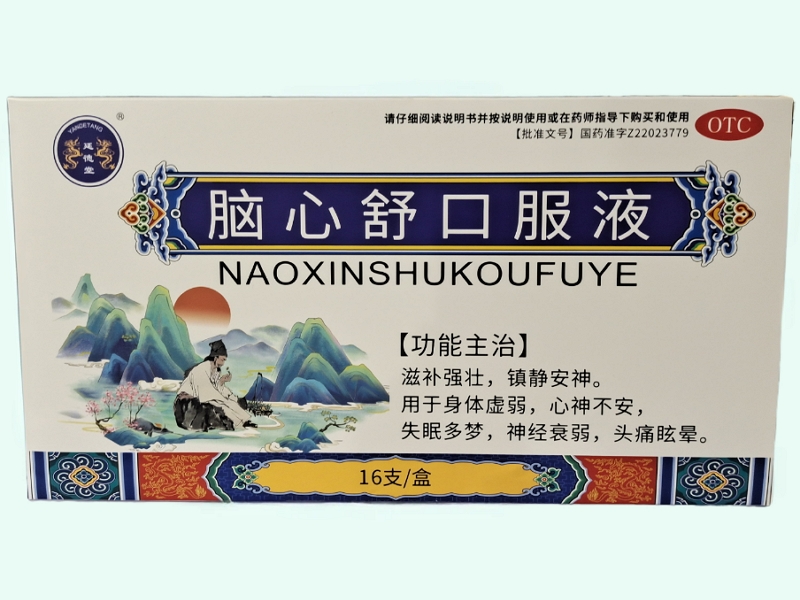 YANDETANG
延德堂
®
请仔细阅读说明书并按说明使用或在药师指导下购买和使用
【批准文号】国药准字Z22023779
OTC
脑心舒口服液
NAOXINSHUKOUFUYE
【功能主治】
滋补强壮，镇静安神。
用于身体虚弱，心神不安，
失眠多梦，神经衰弱，头痛眩晕。
16支/盒